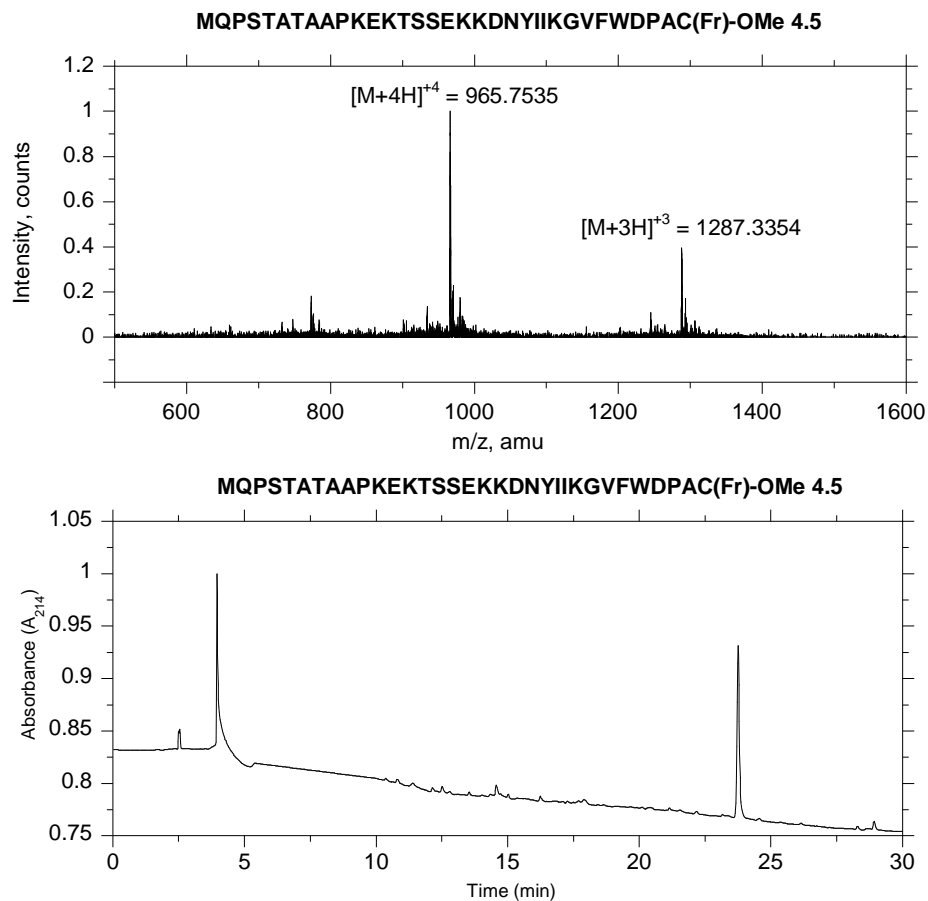 MQPSTATAAPKEKTSSEKKDNYIIKGVFWDPAC(Fr)-OMe 4.5
1.2
[M+4H]+4 = 965.7535
1
0.8
[M+3H]+3 = 1287.3354
0.6
0.4
0.2
0
Intensity, counts
600 800 1000 1200 1400 1600
m/z, amu
MQPSTATAAPKEKTSSEKKDNYIIKGVFWDPAC(Fr)-OMe 4.5
1.05
1
0.95
0.9
0.85
0.8
0.75
Absorbance (A214)
0 5 10 15 20 25 30
Time (min)